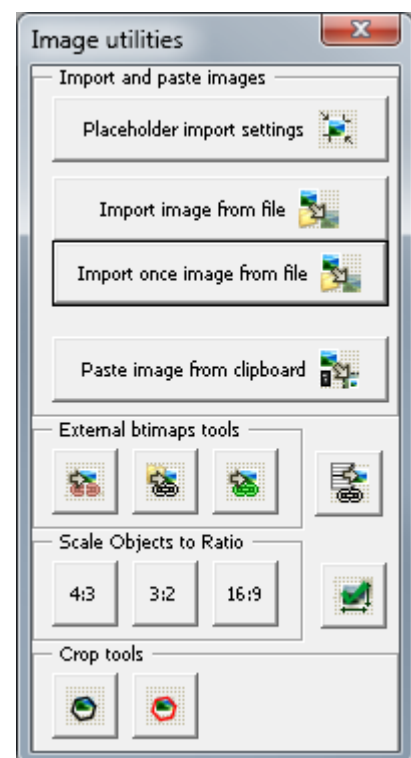 Image utilities
Import and paste images
Placeholder import settings
Import image from file
Import once image from file
Paste image from clipboard
External btimaps tools
Scale Objects to Ratio
4:3 3:2 16:9
Crop tools